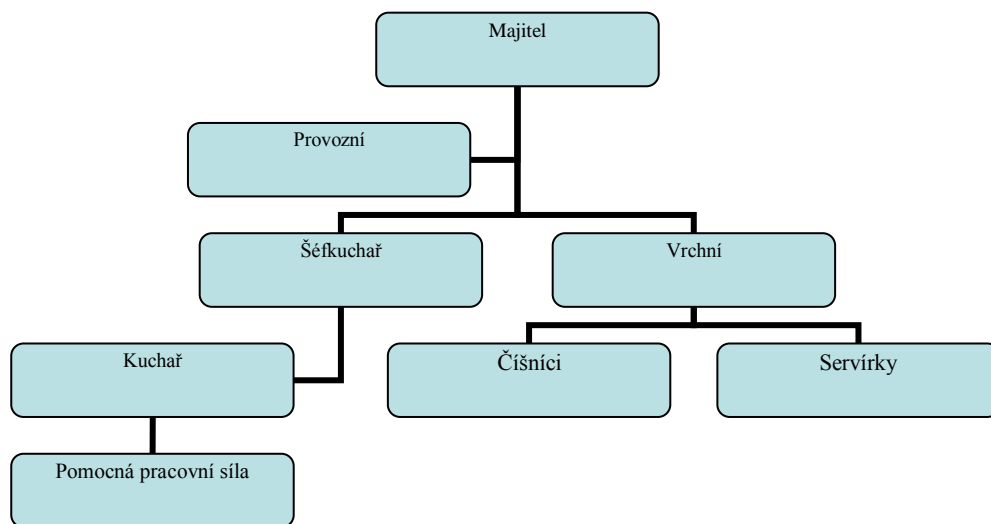 Majitel
Provozní
Šéfkuchař
Vrchní
Kuchař
Číšníci
Servírky
Pomocná pracovní síla